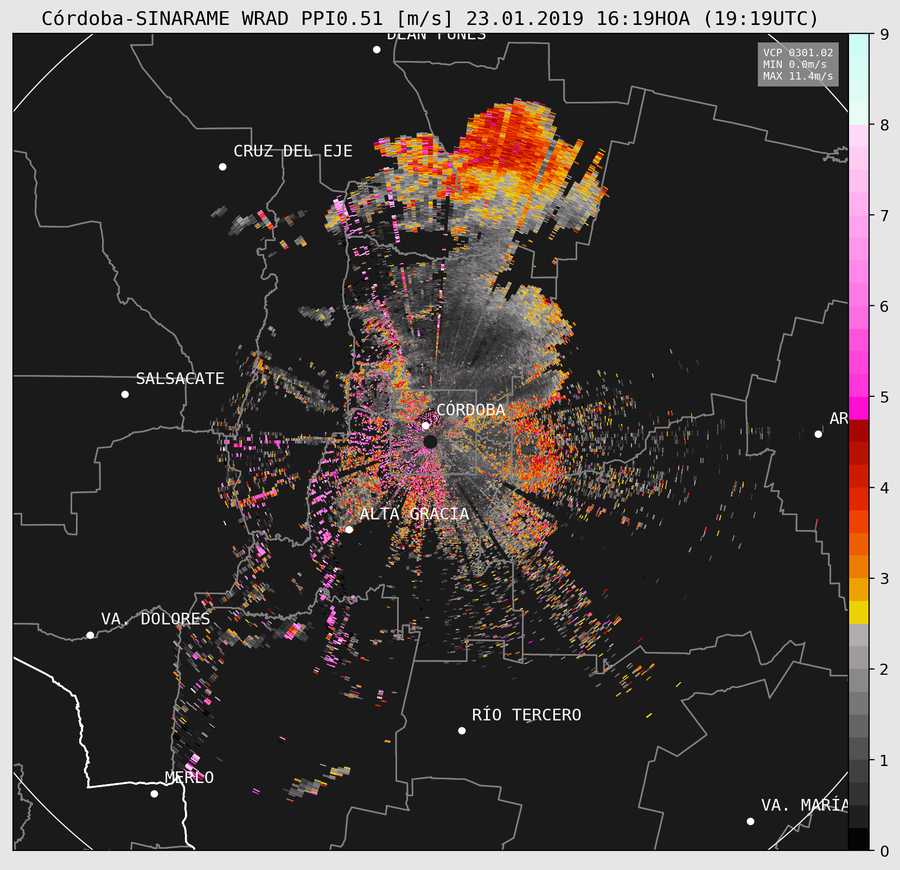 Córdoba-SINARAME WRAD PPI0.51 [m/s] 23.01.2019 16:19HOA (19:19UTC)
DEÁN FUNES
VCP 0301.02
MIN 0.0m/s
MAX 11.4m/s
9
8
CRUZ DEL EJE
7
6
SALSACATE
5
CÓRDOBA
AR
4
ALTA GRACIA
3
VA. DOLORES
2
RÍO TERCERO
1
MERLO
VA. MARÍA
0